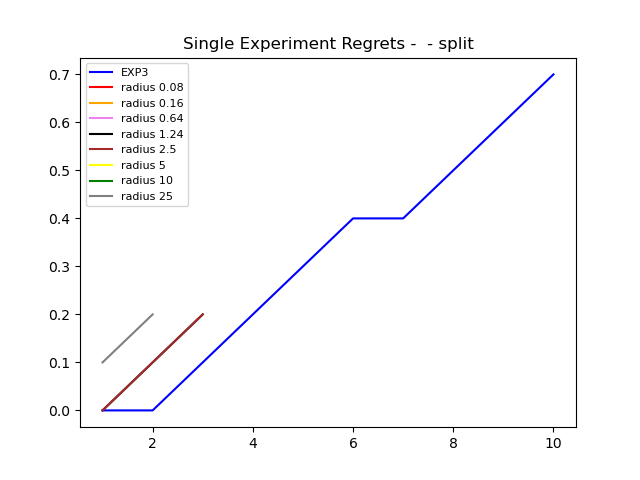 Single Experiment Regrets -  - split
EXP3
radius 0.08
radius 0.16
radius 0.64
radius 1.24
radius 2.5
radius 5
radius 10
radius 25
0.7
0.6
0.5
0.4
0.3
0.2
0.1
0.0
2 4 6 8 10